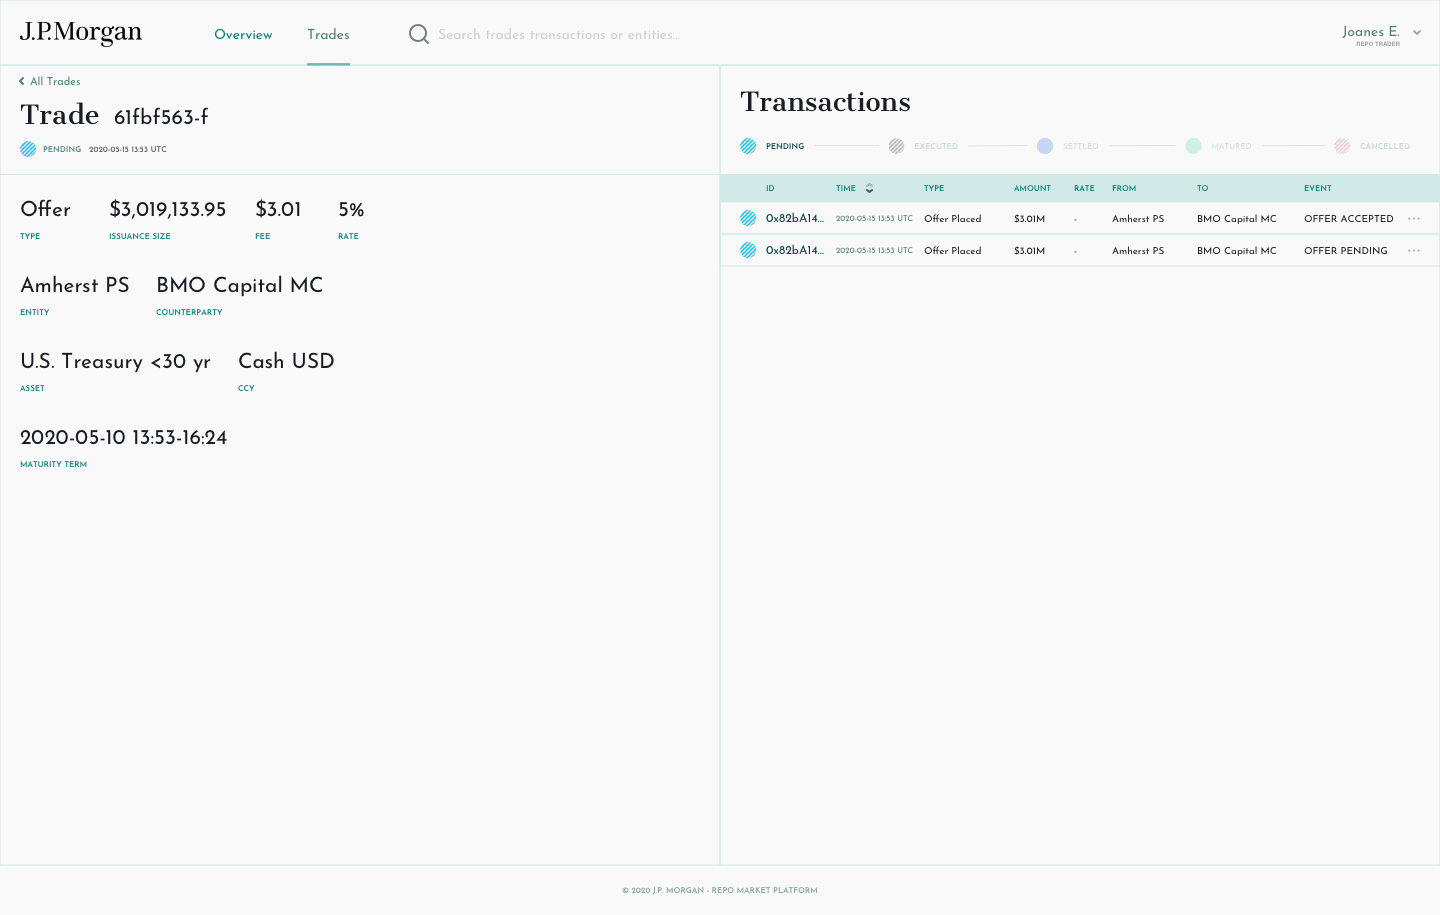 J.P.Morgan Overview Trades Search trades transactions or entities... Joanes E.
REPO TRADER
All Trades
Trade 61fbf563-f
PENDING 2020-05-15 13:53 UTC
Offer $3,019,133.95 $3.01 5%
TYPE ISSUANCE SIZE FEE RATE
Amherst PS BMO Capital MC
ENTITY COUNTERPARTY
U.S. Treasury <30 yr Cash USD
ASSET CCY
2020-05-10 13:53-16:24
MATURITY TERM
Transactions
PENDING EXECUTED SETTLED MATURED CANCELLED
ID TIME TYPE AMOUNT RATE FROM TO EVENT
0x82bA14... 2020-05-15 13:53 UTC Offer Placed $3.01M - Amherst PS BMO Capital MC OFFER ACCEPTED
0x82bA14... 2020-05-15 13:53 UTC Offer Placed $3.01M - Amherst PS BMO Capital MC OFFER PENDING
© 2020 J.P. MORGAN - REPO MARKET PLATFORM